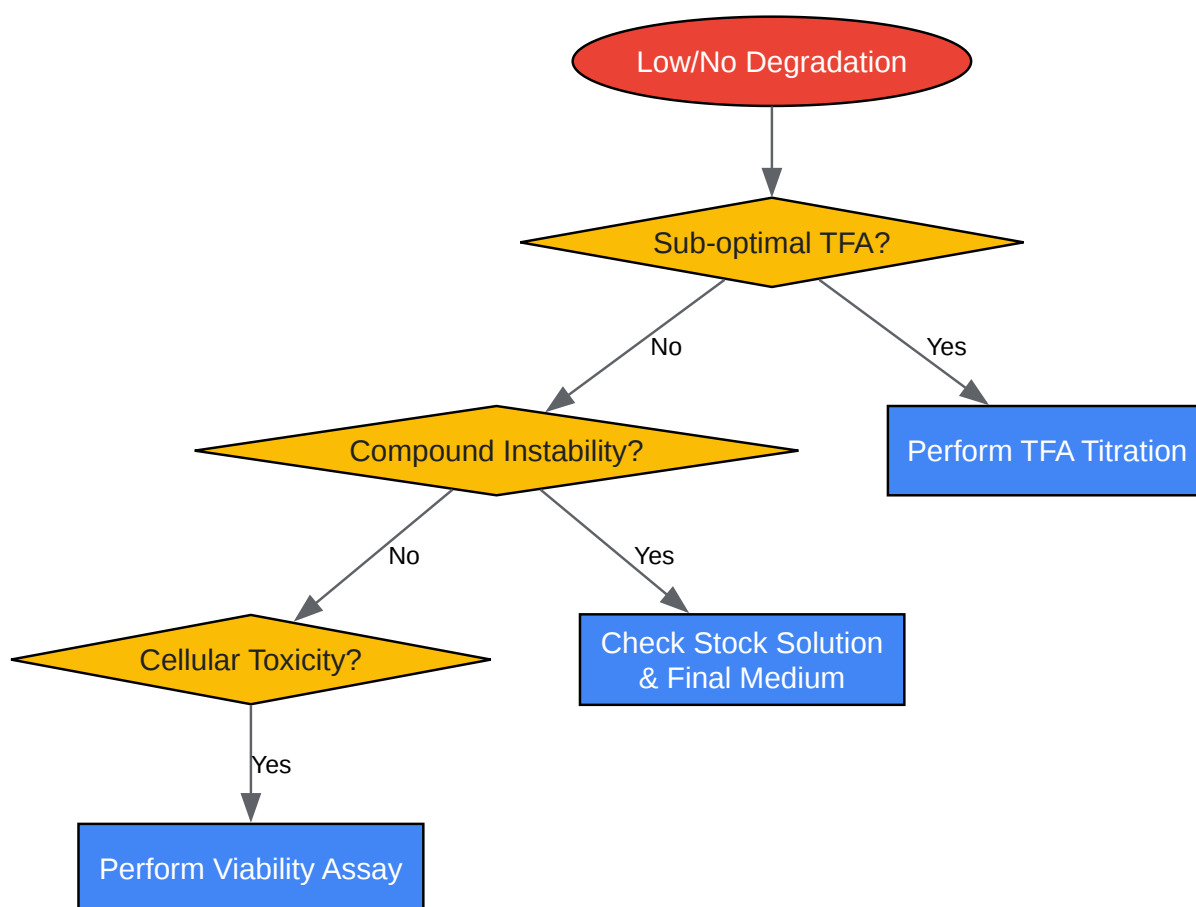 Low/No Degradation
Sub-optimal TFA?
No
Yes
Compound Instability?
Perform TFA Titration
No
Yes
Cellular Toxicity?
Check Stock Solution
& Final Medium
Yes
Perform Viability Assay